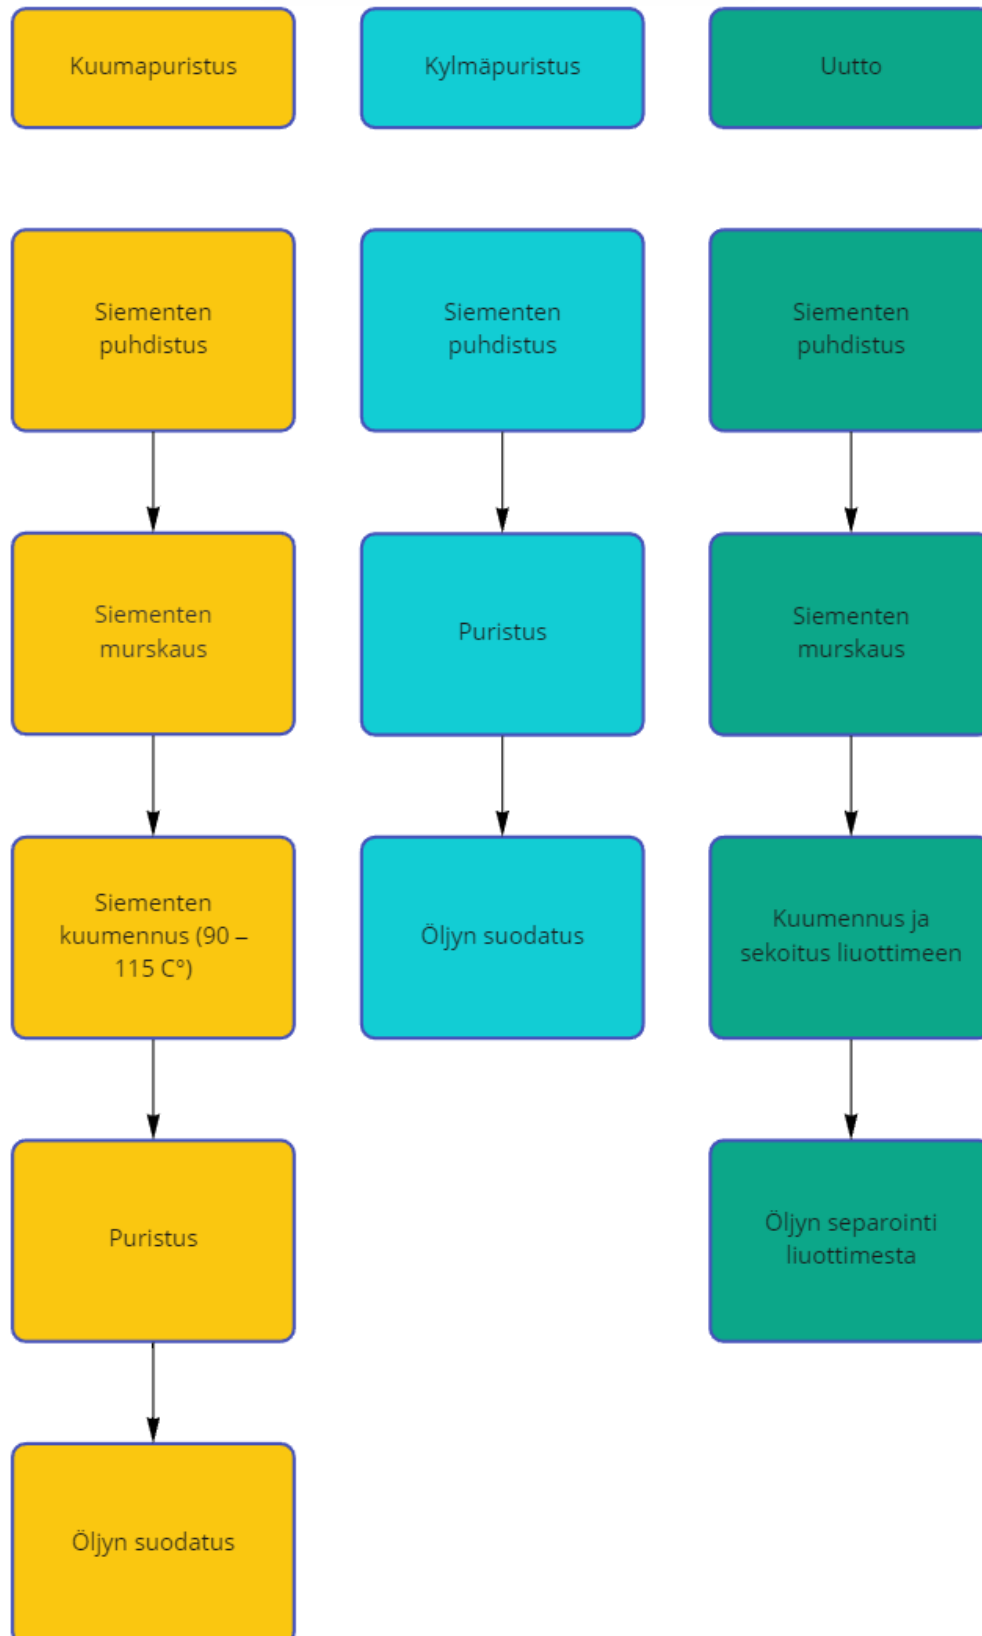 Kuumapuristus
Kylmäpuristus
Uutto
Siementen
puhdistus
Siementen
puhdistus
Siementen
puhdistus
Siementen
murskaus
Puristus
Siementen
murskaus
Siementen
kuumennus (90 –
115 C°)
Öljyn suodatus
Kuumennus ja
sekoitus liuottimeen
Puristus
Öljyn separointi
liuottimesta
Öljyn suodatus